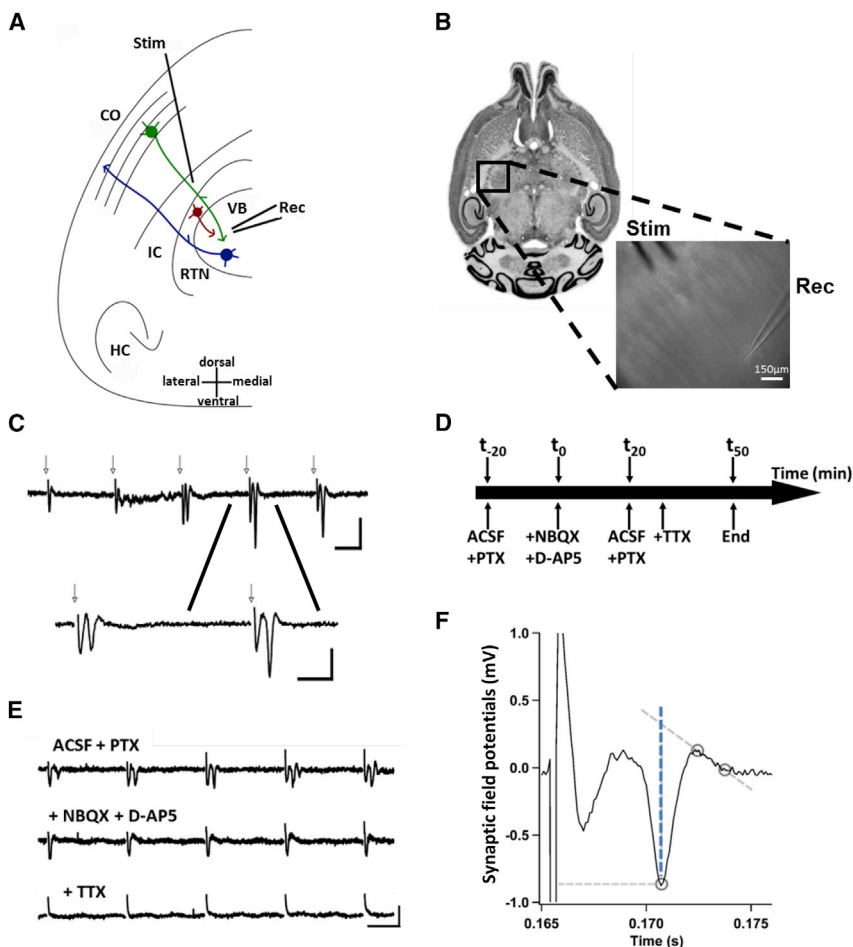 A
Stim
CO
VB
Rec
IC
RTN
HC
dorsal
lateral medial
ventral
B
Stim
Rec
150µm
C
D
t-20 t0 t20 t50
Time (min)
ACSF +NBQX ACSF +TTX End
+PTX +D-AP5 +PTX
E
ACSF + PTX
+ NBQX + D-AP5
+ TTX
F
Synaptic field potentials (mV)
1.0
0.5
0.0
-0.5
-1.0
0.165 0.170 0.175
Time (s)